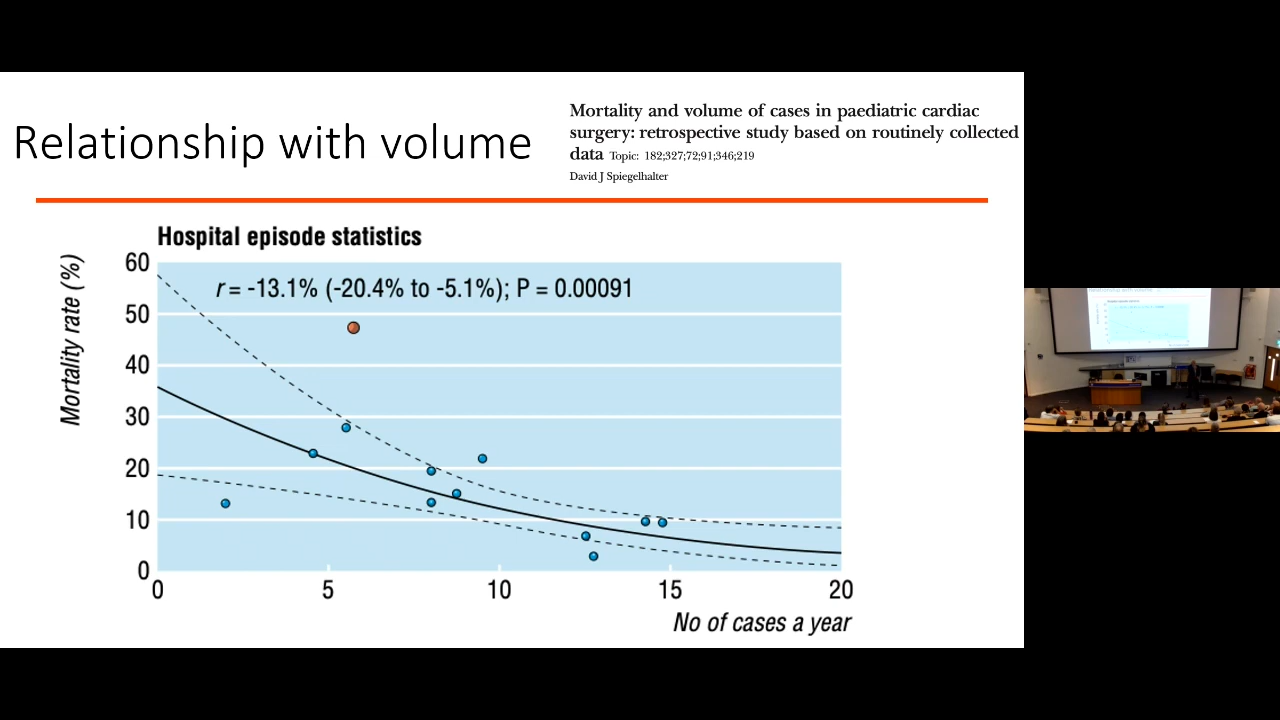 Relationship with volume
Mortality and volume of cases in paediatric cardiac
surgery: retrospective study based on routinely collected
data Topic: 182;327;72;91;346;219
David J Spiegelhalter
Hospital episode statistics
r = -13.1% (-20.4% to -5.1%); P = 0.00091
Mortality rate (%)
60
50
40
30
20
10
0
0 5 10 15 20
No of cases a year
Relationship with volume